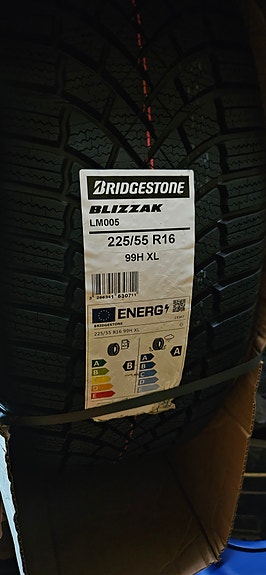 BRIDGESTONE
BLIZZAK
LM005
225/55 R16
99H XL
ENERG
BRIDGESTONE
225/55 R16 99H XL
A
B
C
D
E
B
A
B
C
D
E
A